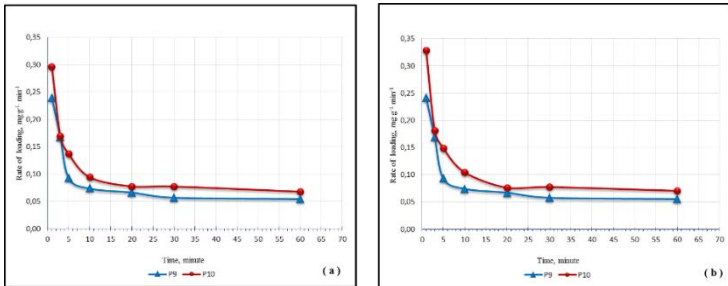 0,35
0,30
0,25
0,20
0,15
0,10
0,05
0,00
Rate of loading, mg g⁻¹ min⁻¹
0 5 10 15 20 25 30 35 40 45 50 55 60 65 70
Time, minute
P9 P10
( a )
0,35
0,30
0,25
0,20
0,15
0,10
0,05
0,00
Rate of loading, mg g⁻¹ min⁻¹
0 5 10 15 20 25 30 35 40 45 50 55 60 65 70
Time, minute
P9 P10
( b )